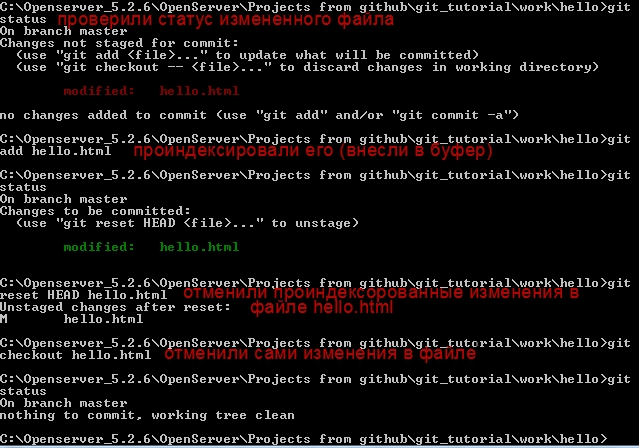 C:\Openserver_5.2.6\OpenServer\Projects from github\git_tutorial\work\hello>git
status проверили статус измененного файла
On branch master
Changes not staged for commit:
(use "git add <file>..." to update what will be committed)
(use "git checkout -- <file>..." to discard changes in working directory)
modified: hello.html
no changes added to commit (use "git add" and/or "git commit -a")
C:\Openserver_5.2.6\OpenServer\Projects from github\git_tutorial\work\hello>git
add hello.html проиндексировали его (внесли в буфер)
C:\Openserver_5.2.6\OpenServer\Projects from github\git_tutorial\work\hello>git
status
On branch master
Changes to be committed:
(use "git reset HEAD <file>..." to unstage)
modified: hello.html
C:\Openserver_5.2.6\OpenServer\Projects from github\git_tutorial\work\hello>git
reset HEAD hello.html отменили проиндексорованные изменения в
Unstaged changes after reset: файле hello.html
M hello.html
C:\Openserver_5.2.6\OpenServer\Projects from github\git_tutorial\work\hello>git
checkout hello.html отменили сами изменения в файле
C:\Openserver_5.2.6\OpenServer\Projects from github\git_tutorial\work\hello>git
status
On branch master
nothing to commit, working tree clean
C:\Openserver_5.2.6\OpenServer\Projects from github\git_tutorial\work\hello>